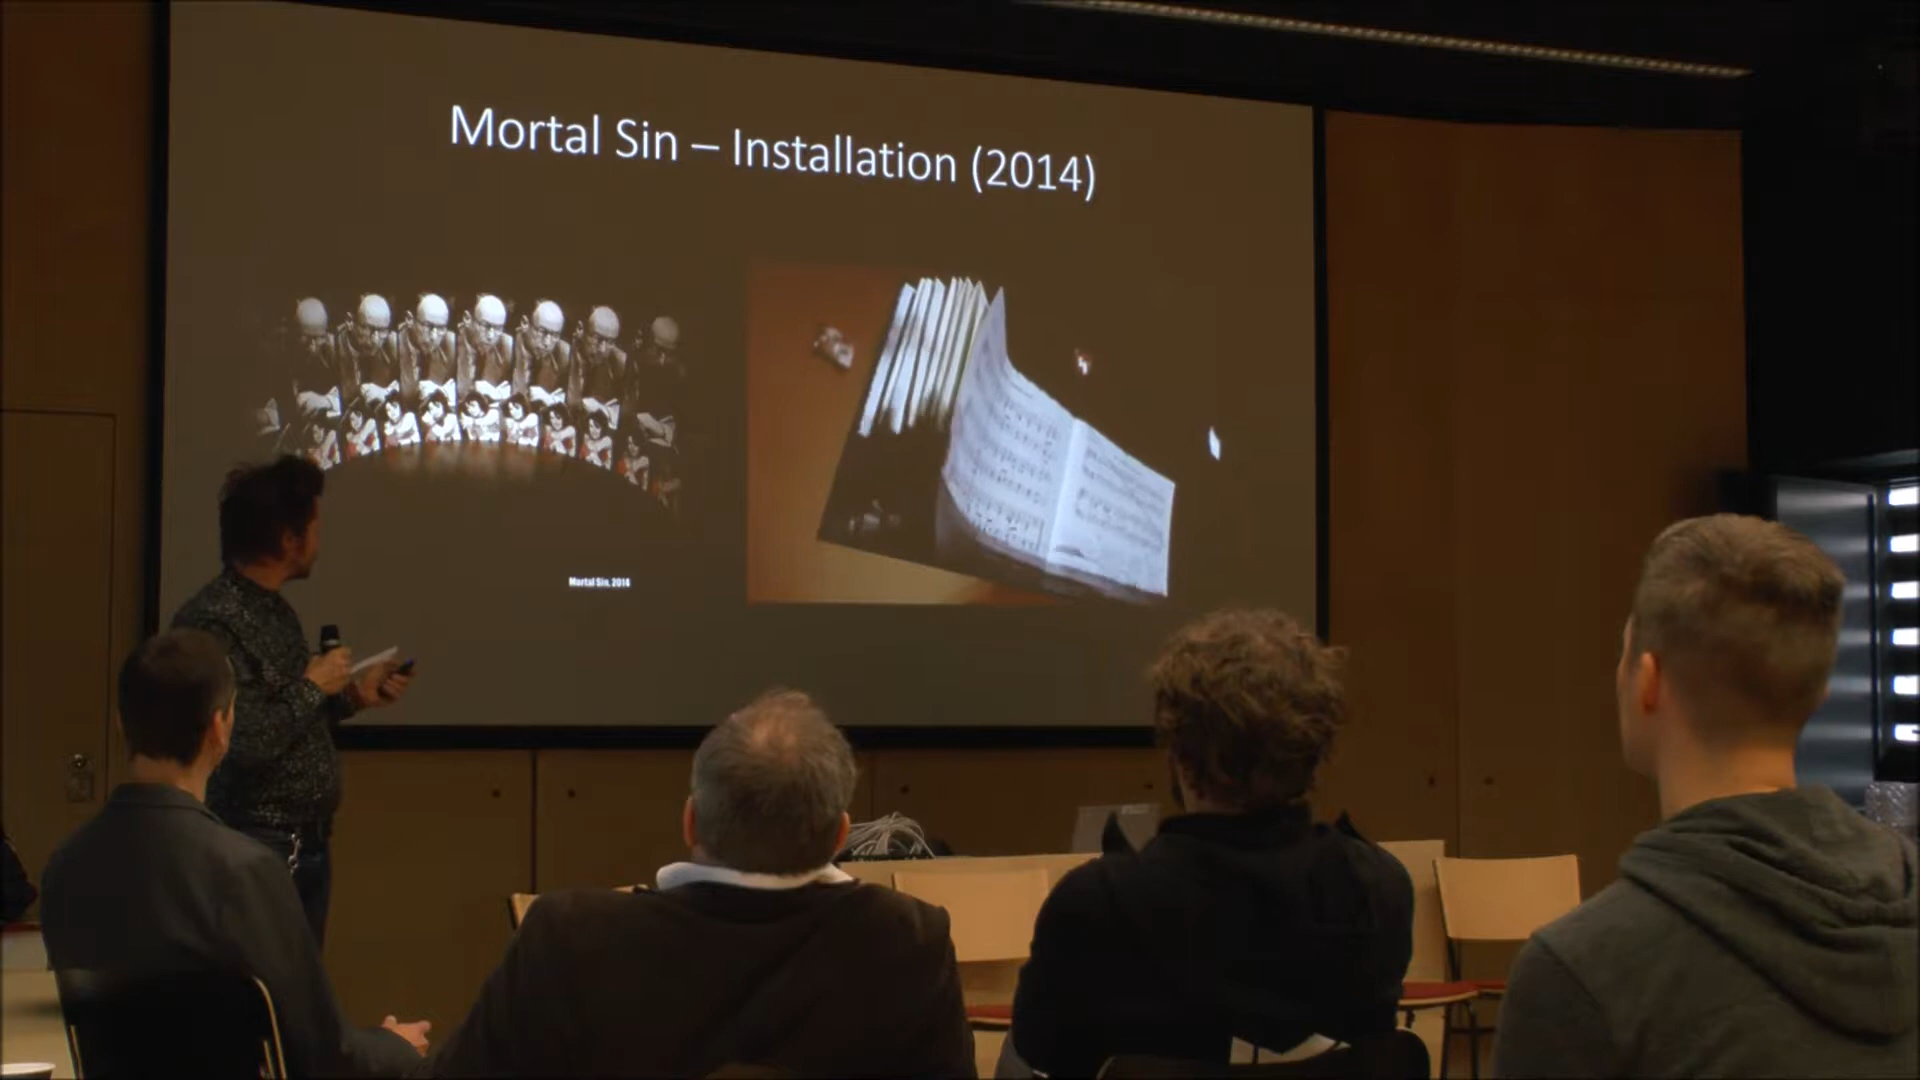 Mortal Sin – Installation (2014)
Mortal Sin, 2014